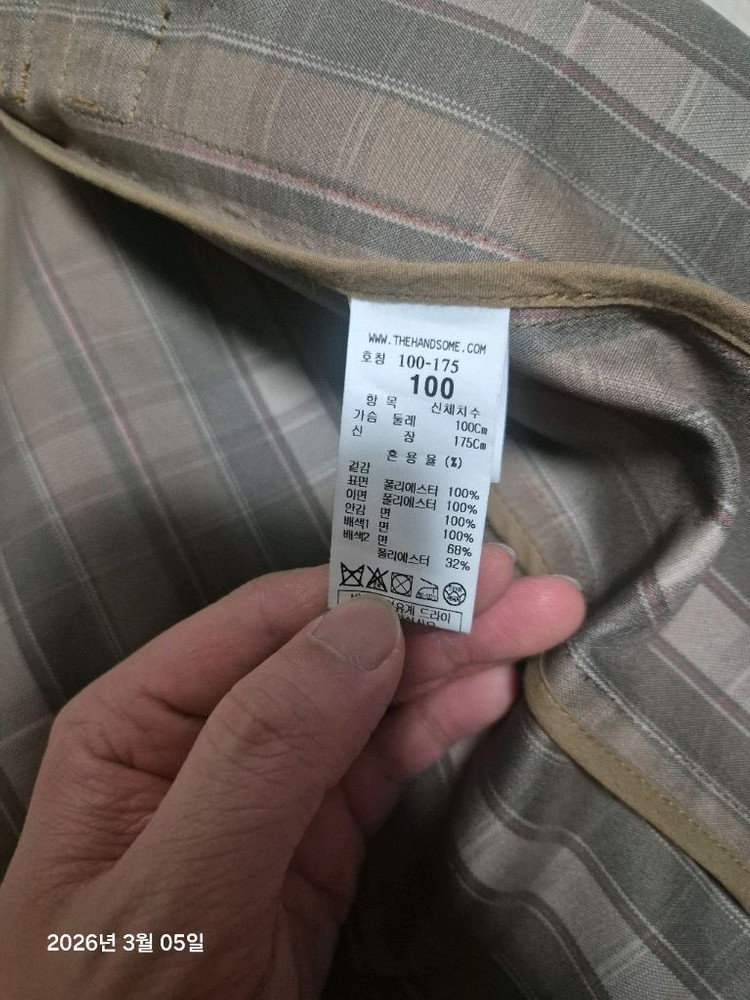 WWW.THEHANDSOME.COM
호칭 100-175
100
항 목 신체치수
가슴 둘레 100Cm
신 장 175Cm
혼 용 율 (%)
겉감
표면 폴리에스터 100%
이면 폴리에스터 100%
안감 면 100%
배색1 면 100%
배색2 면 68%
폴리에스터 32%
드라이
2026년 3월 05일